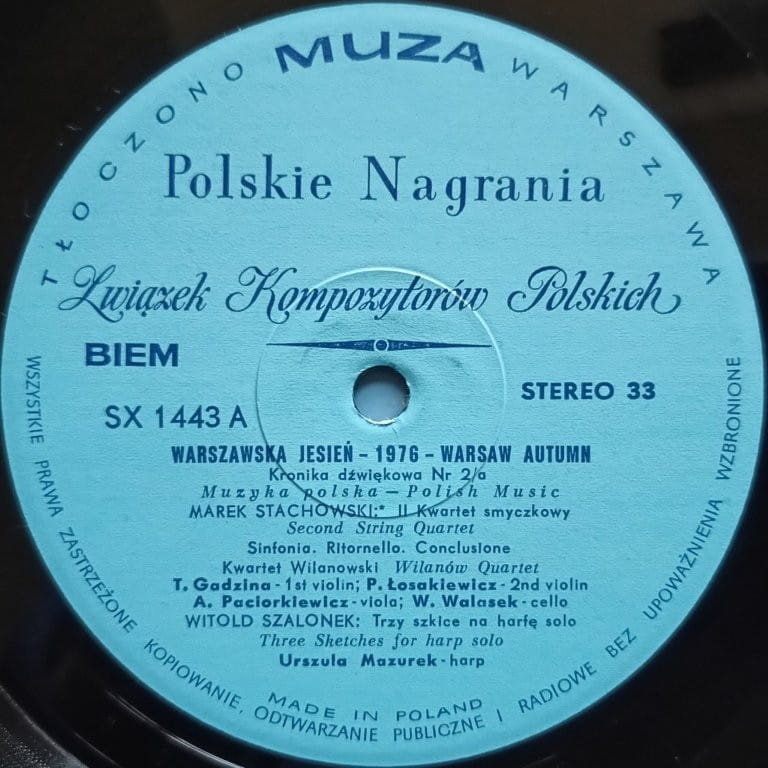 TŁOCZONO MUZA WARSZAWA
Polskie Nagrania
Związek Kompozytorów Polskich
BIEM
STEREO 33
SX 1443 A
WARSZAWSKA JESIEŃ – 1976 – WARSAW AUTUMN
Kronika dźwiękowa Nr 2/a
Muzyka polska – Polish Music
MAREK STACHOWSKI:* II Kwartet smyczkowy
Second String Quartet
Sinfonia. Ritornello. Conclusione
Kwartet Wilanowski Wilanów Quartet
T. Gadzina - 1st violin; P. Łosakiewicz - 2nd violin
A. Paciorkiewicz - viola; W. Walasek - cello
WITOLD SZALONEK: Trzy szkice na harfę solo
Three Sketches for harp solo
Urszula Mazurek - harp
MADE IN POLAND
WSZYSTKIE PRAWA ZASTRZEŻONE KOPIOWANIE, ODTWARZANIE PUBLICZNE I RADIOWE BEZ UPOWAŻNIENIA WZBRONIONE